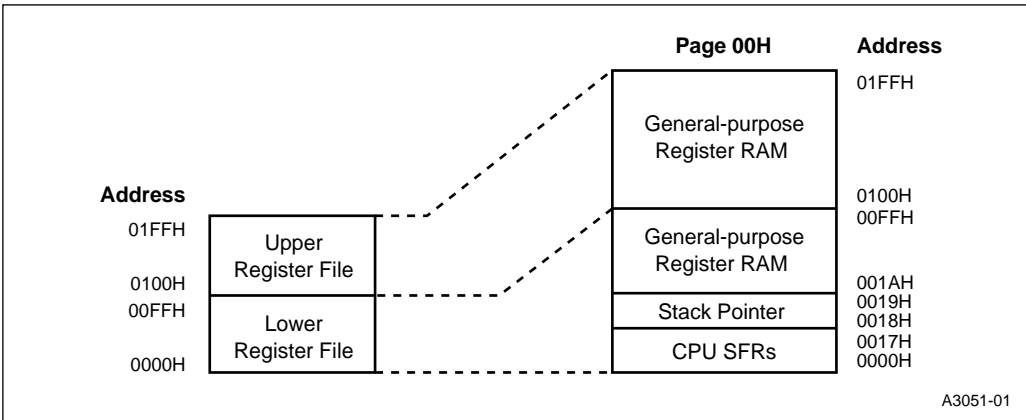 Page 00H Address
01FFH
General-purpose
Register RAM
Address
0100H
01FFH
00FFH
Upper
Register File
General-purpose
Register RAM
0100H
001AH
00FFH
0019H
Stack Pointer
0018H
Lower
Register File
0017H
CPU SFRs
0000H
0000H
A3051-01